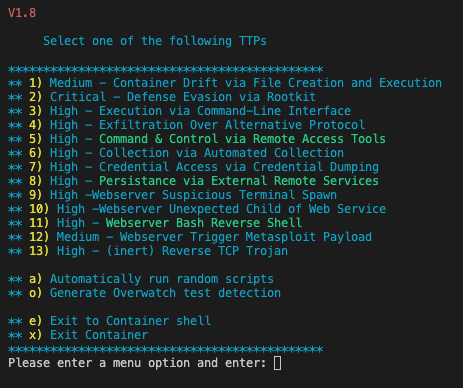 V1.8
Select one of the following TTPs
*********************************************
** 1) Medium - Container Drift via File Creation and Execution
** 2) Critical - Defense Evasion via Rootkit
** 3) High - Execution via Command-Line Interface
** 4) High - Exfiltration Over Alternative Protocol
** 5) High - Command & Control via Remote Access Tools
** 6) High - Collection via Automated Collection
** 7) High - Credential Access via Credential Dumping
** 8) High - Persistance via External Remote Services
** 9) High -Webserver Suspicious Terminal Spawn
** 10) High -Webserver Unexpected Child of Web Service
** 11) High - Webserver Bash Reverse Shell
** 12) Medium - Webserver Trigger Metasploit Payload
** 13) High - (inert) Reverse TCP Trojan
** a) Automatically run random scripts
** o) Generate Overwatch test detection
** e) Exit to Container shell
** x) Exit Container
*********************************************
Please enter a menu option and enter: